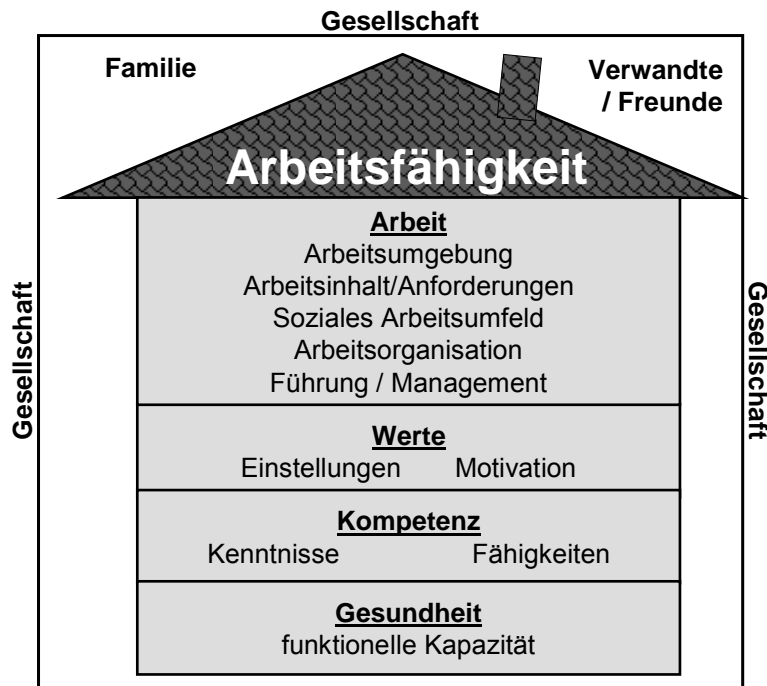 Gesellschaft
Familie
Verwandte
/ Freunde
Arbeitsfähigkeit
Gesellschaft
Gesellschaft
Arbeit
Arbeitsumgebung
Arbeitsinhalt/Anforderungen
Soziales Arbeitsumfeld
Arbeitsorganisation
Führung / Management
Werte
Einstellungen Motivation
Kompetenz
Kenntnisse Fähigkeiten
Gesundheit
funktionelle Kapazität